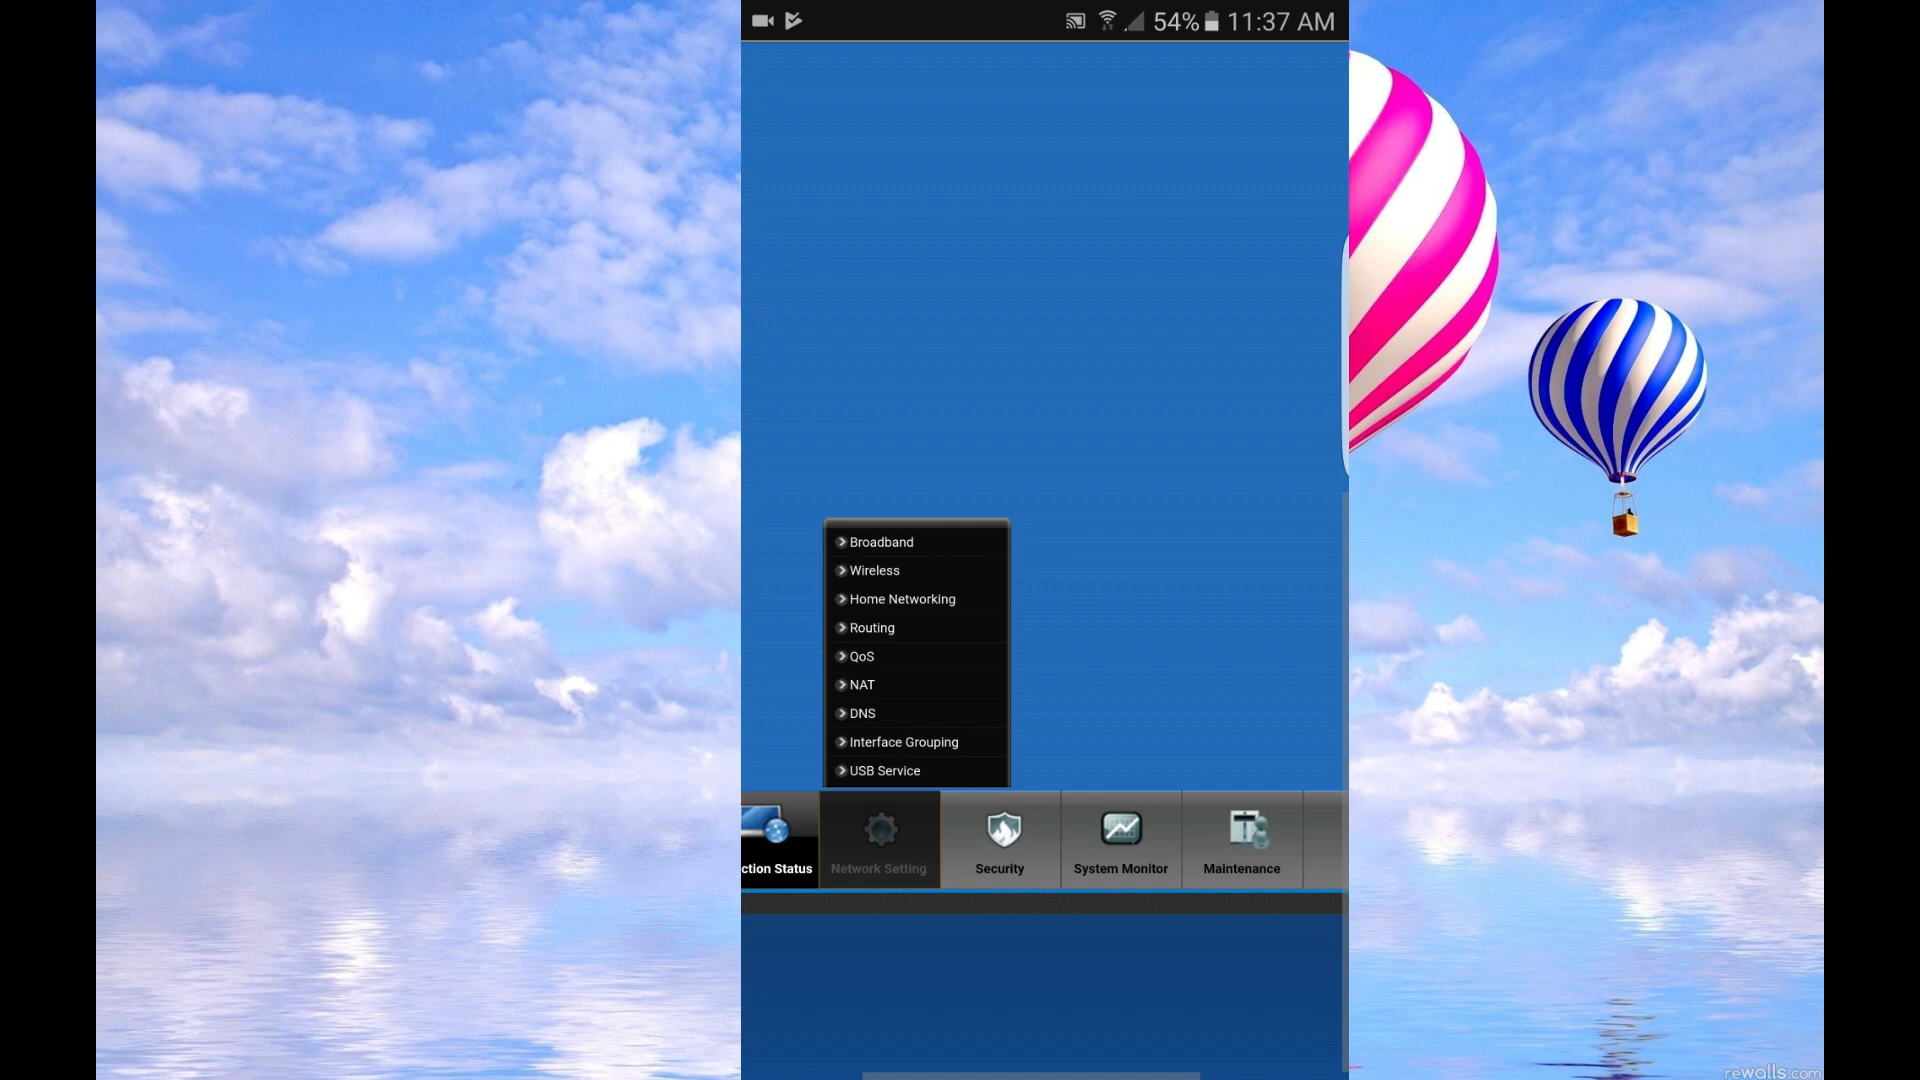 54% 11:37 AM
Broadband
Wireless
Home Networking
Routing
QoS
NAT
DNS
Interface Grouping
USB Service
ction Status Network Setting Security System Monitor Maintenance
rewalls.com